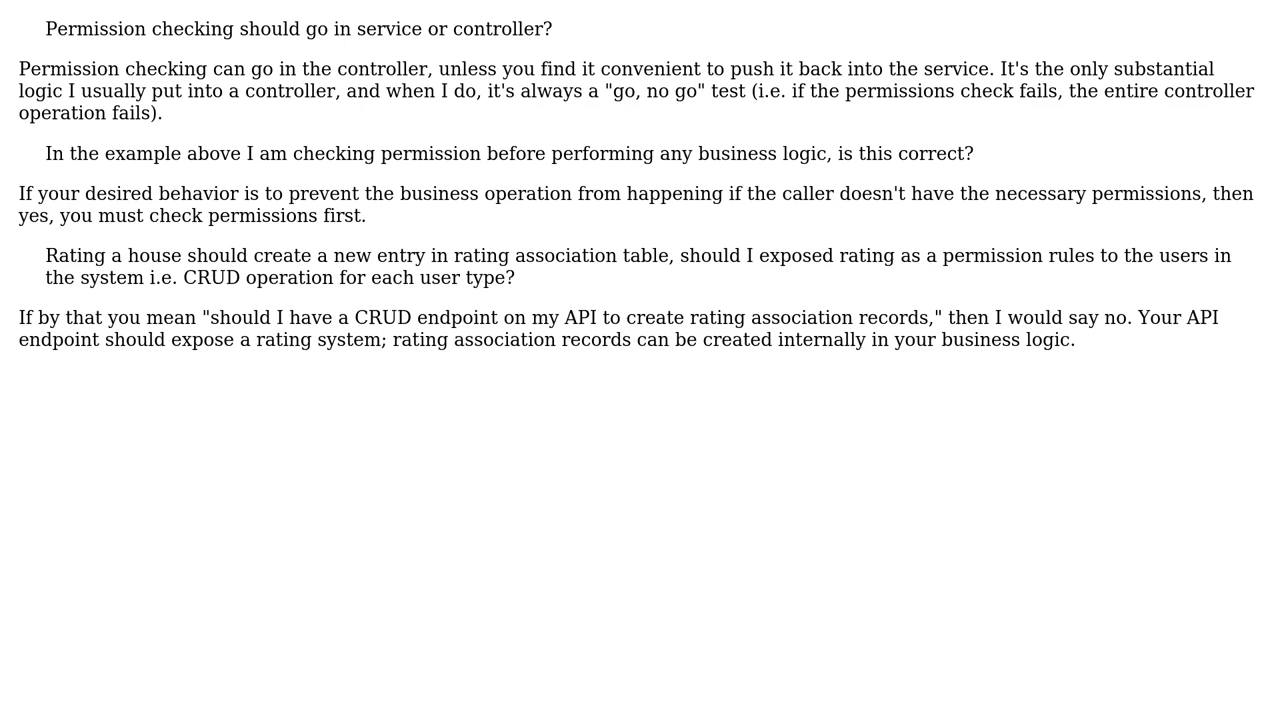 Permission checking should go in service or controller?
Permission checking can go in the controller, unless you find it convenient to push it back into the service. It's the only substantial
logic I usually put into a controller, and when I do, it's always a "go, no go" test (i.e. if the permissions check fails, the entire controller
operation fails).
In the example above I am checking permission before performing any business logic, is this correct?
If your desired behavior is to prevent the business operation from happening if the caller doesn't have the necessary permissions, then
yes, you must check permissions first.
Rating a house should create a new entry in rating association table, should I exposed rating as a permission rules to the users in
the system i.e. CRUD operation for each user type?
If by that you mean "should I have a CRUD endpoint on my API to create rating association records," then I would say no. Your API
endpoint should expose a rating system; rating association records can be created internally in your business logic.